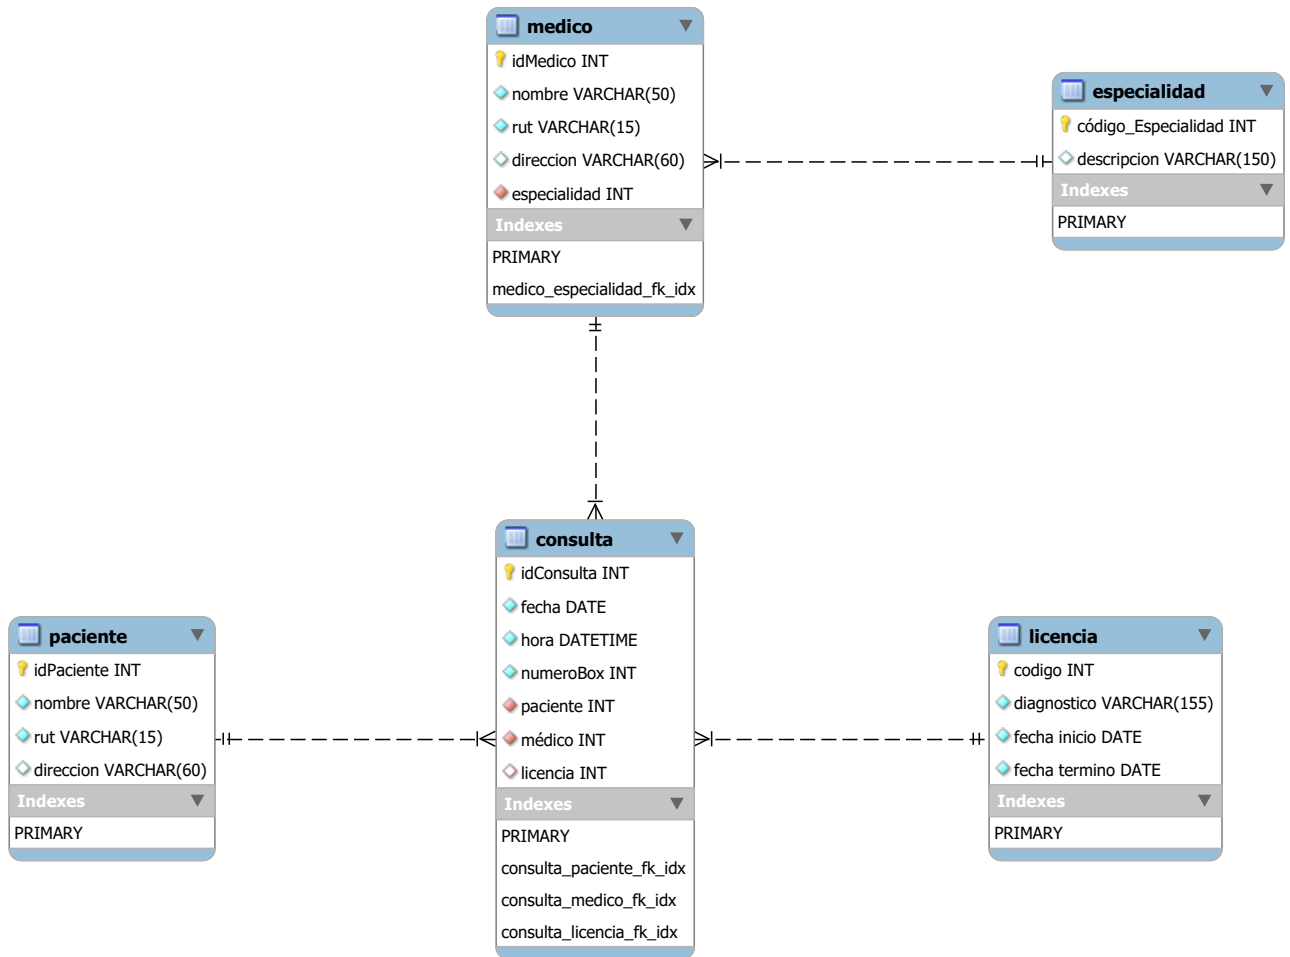 medico
idMedico INT
nombre VARCHAR(50)
rut VARCHAR(15)
direccion VARCHAR(60)
especialidad INT
Indexes
PRIMARY
medico_especialidad_fk_idx
especialidad
código_Especialidad INT
descripcion VARCHAR(150)
Indexes
PRIMARY
consulta
idConsulta INT
fecha DATE
hora DATETIME
numeroBox INT
paciente INT
médico INT
licencia INT
Indexes
PRIMARY
consulta_paciente_fk_idx
consulta_medico_fk_idx
consulta_licencia_fk_idx
paciente
idPaciente INT
nombre VARCHAR(50)
rut VARCHAR(15)
direccion VARCHAR(60)
Indexes
PRIMARY
licencia
codigo INT
diagnostico VARCHAR(155)
fecha inicio DATE
fecha termino DATE
Indexes
PRIMARY